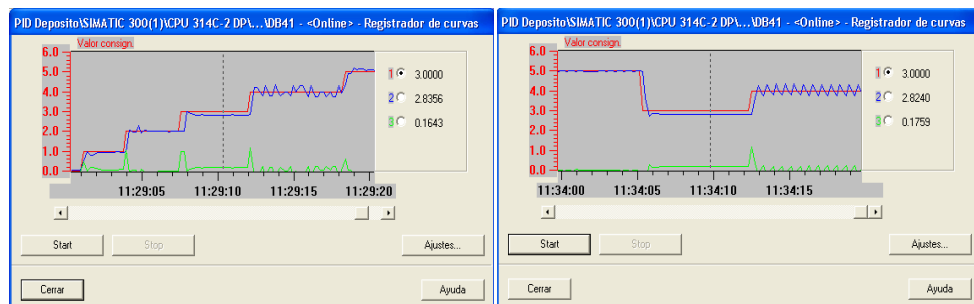 PID Deposito\SIMATIC 300(1)\CPU 314C-2 DP\...\DB41 - <Online> - Registrador de curvas
Valor consign.
6.0
5.0
4.0
3.0
2.0
1.0
0.0
1 3.0000
2 2.8356
3 0.1643
11:29:05 11:29:10 11:29:15 11:29:20
Start Stop Ajustes...
Cerrar Ayuda
PID Deposito\SIMATIC 300(1)\CPU 314C-2 DP\...\DB41 - <Online> - Registrador de curvas
Valor consign.
6.0
5.0
4.0
3.0
2.0
1.0
0.0
1 3.0000
2 2.8240
3 0.1759
11:34:00 11:34:05 11:34:10 11:34:15
Start Stop Ajustes...
Cerrar Ayuda